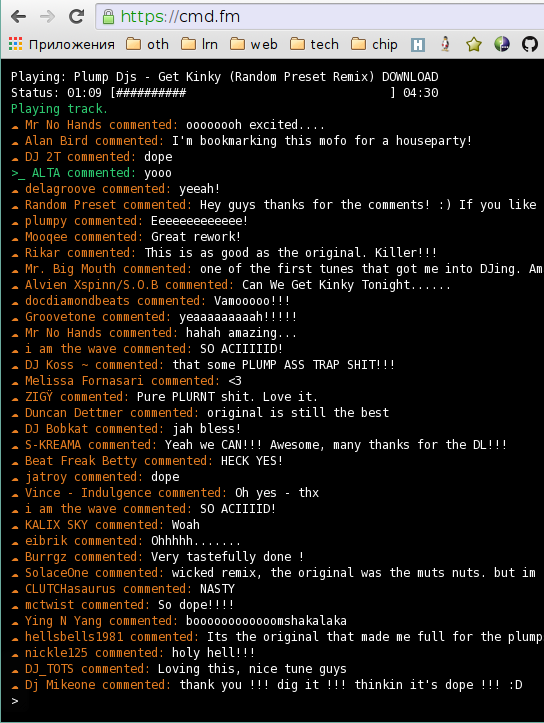 https://cmd.fm
Приложения oth lrn web tech chip H
Playing: Plump Djs - Get Kinky (Random Preset Remix) DOWNLOAD
Status: 01:09 [########## ] 04:30
Playing track.
☁ Mr No Hands commented: oooooooh excited....
☁ Alan Bird commented: I'm bookmarking this mofo for a houseparty!
☁ DJ 2T commented: dope
>_ ALTA commented: yooo
☁ delagroove commented: yeeah!
☁ Random Preset commented: Hey guys thanks for the comments! :) If you like
☁ plumpy commented: Eeeeeeeeeeeee!
☁ Mooqee commented: Great rework!
☁ Rikar commented: This is as good as the original. Killer!!!
☁ Mr. Big Mouth commented: one of the first tunes that got me into DJing. Am
☁ Alvien Xspinn/S.O.B commented: Can We Get Kinky Tonight......
☁ docdiamondbeats commented: Vamooooo!!!
☁ Groovetone commented: yeaaaaaaaaah!!!!!
☁ Mr No Hands commented: hahah amazing...
☁ i am the wave commented: SO ACIIIIID!
☁ DJ Koss ~ commented: that some PLUMP ASS TRAP SHIT!!!
☁ Melissa Fornasari commented: <3
☁ ZIGŸ commented: Pure PLURNT shit. Love it.
☁ Duncan Dettmer commented: original is still the best
☁ DJ Bobkat commented: jah bless!
☁ S-KREAMA commented: Yeah we CAN!!! Awesome, many thanks for the DL!!!
☁ Beat Freak Betty commented: HECK YES!
☁ jatroy commented: dope
☁ Vince - Indulgence commented: Oh yes - thx
☁ i am the wave commented: SO ACIIIID!
☁ KALIX SKY commented: Woah
☁ eibrik commented: Ohhhhh.......
☁ Burrgz commented: Very tastefully done !
☁ SolaceOne commented: wicked remix, the original was the muts nuts. but im
☁ CLUTCHasaurus commented: NASTY
☁ mctwist commented: So dope!!!!
☁ Ying N Yang commented: boooooooooooomshakalaka
☁ hellsbells1981 commented: Its the original that made me full for the plump
☁ nickle125 commented: holy hell!!!
☁ DJ_TOTS commented: Loving this, nice tune guys
☁ Dj Mikeone commented: thank you !!! dig it !!! thinkin it's dope !!! :D
>